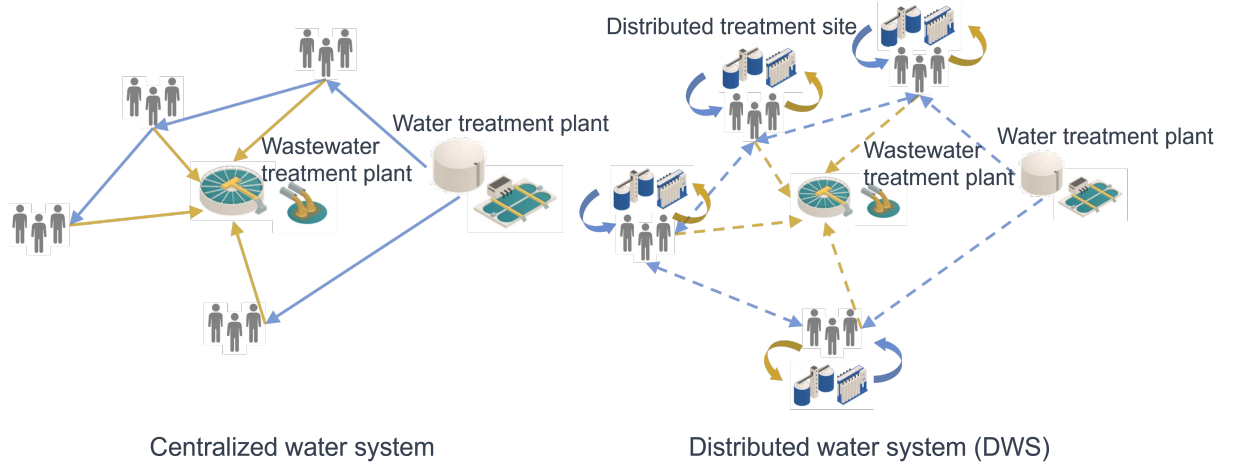 Wastewater
treatment plant
Water treatment plant
Centralized water system
Distributed treatment site
Wastewater
treatment plant
Water treatment plant
Distributed water system (DWS)